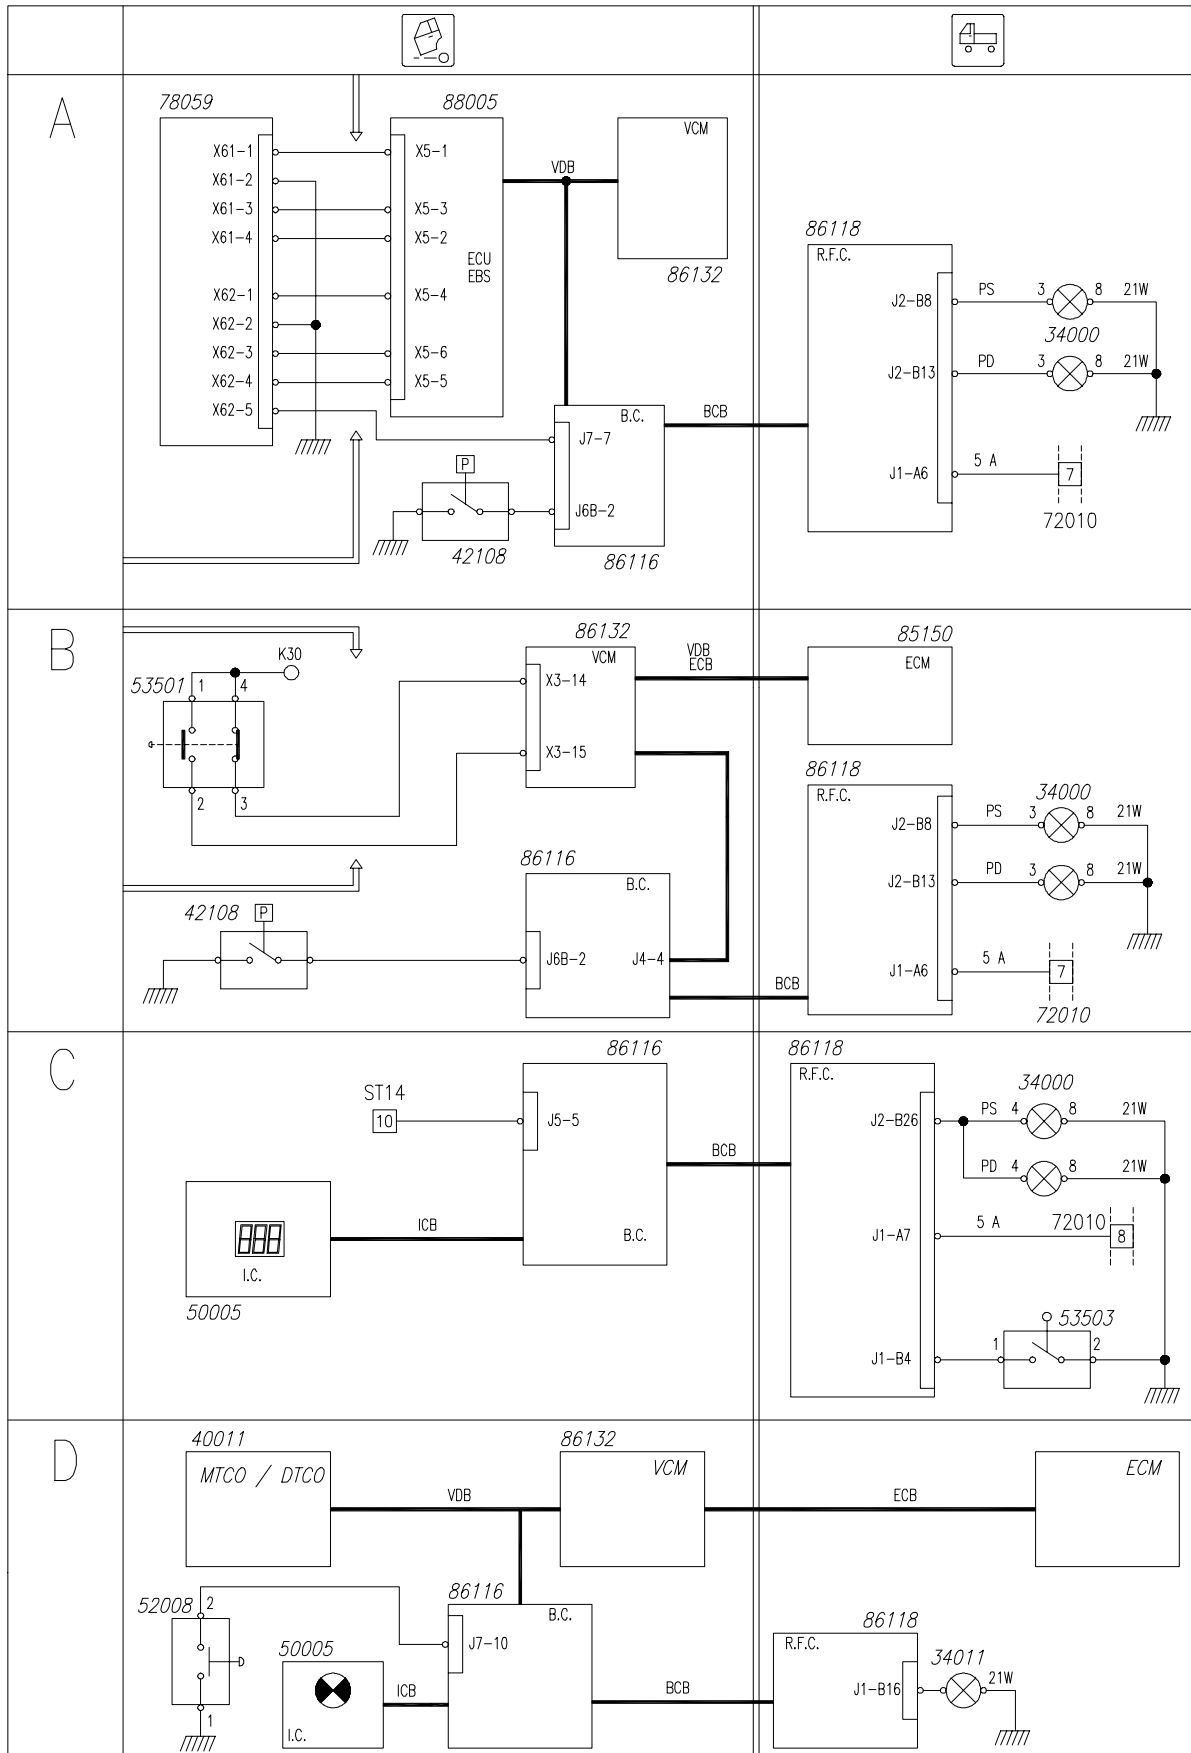 A
78059
88005
X61-1
X5-1
VCM
X61-2
VDB
X61-3
X5-3
X61-4
X5-2
86118
R.F.C.
ECU
EBS
86132
X62-1
X5-4
J2-B8
PS
3
8
21W
X62-2
34000
X62-3
X5-6
J2-B13
PD
3
8
21W
X62-4
X5-5
X62-5
B.C.
BCB
J7-7
P
J1-A6
5 A
7
J6B-2
72010
42108
86116
B
86132
85150
K30
VCM
VDB
ECB
ECM
53501
1
4
X3-14
X3-15
86118
R.F.C.
34000
2
3
J2-B8
PS
3
8
21W
86116
B.C.
J2-B13
PD
3
8
21W
42108
P
J6B-2
J4-4
5 A
J1-A6
7
BCB
72010
C
86116
86118
R.F.C.
34000
ST14
10
J5-5
J2-B26
PS
4
8
21W
BCB
PD
4
8
21W
ICB
B.C.
J1-A7
5 A
72010
8
I.C.
50005
53503
J1-B4
1
2
D
40011
86132
MTCO / DTCO
VCM
ECM
VDB
ECB
52008
2
86116
B.C.
86118
R.F.C.
50005
J7-10
34011
ICB
BCB
J1-B16
21W
1
I.C.